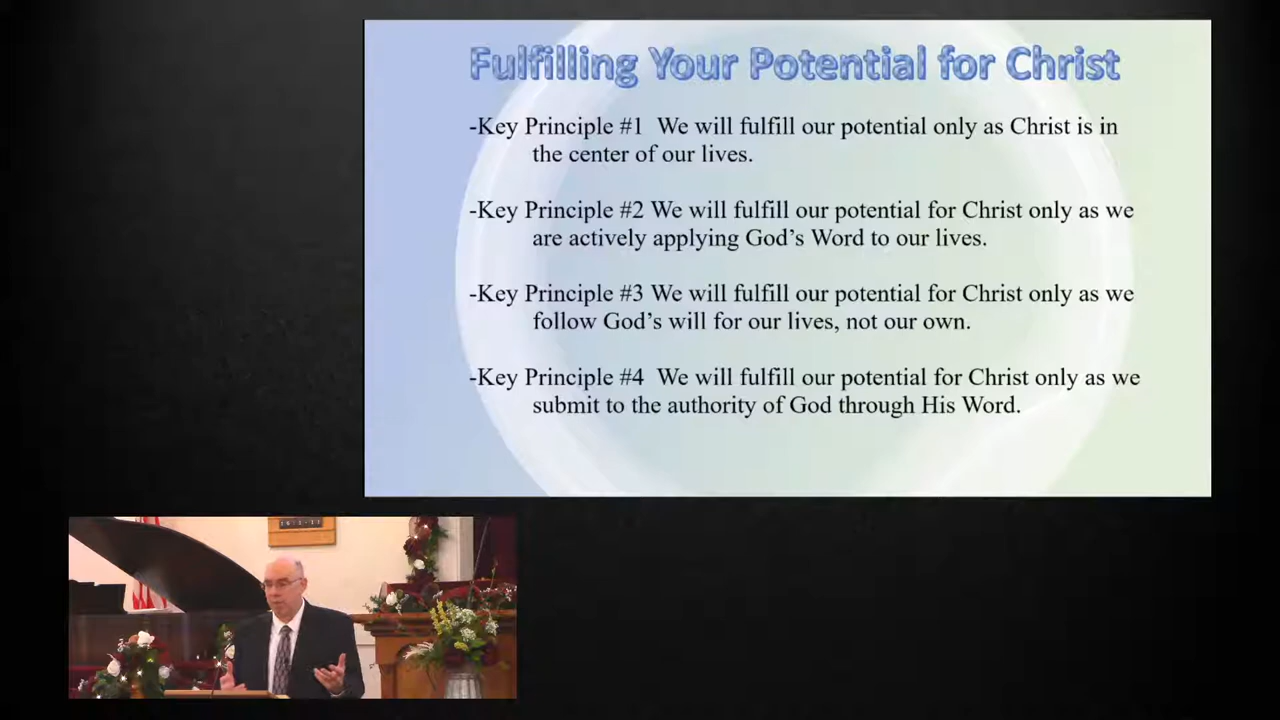 Fulfilling Your Potential for Christ
-Key Principle #1 We will fulfill our potential only as Christ is in
the center of our lives.
-Key Principle #2 We will fulfill our potential for Christ only as we
are actively applying God's Word to our lives.
-Key Principle #3 We will fulfill our potential for Christ only as we
follow God's will for our lives, not our own.
-Key Principle #4 We will fulfill our potential for Christ only as we
submit to the authority of God through His Word.